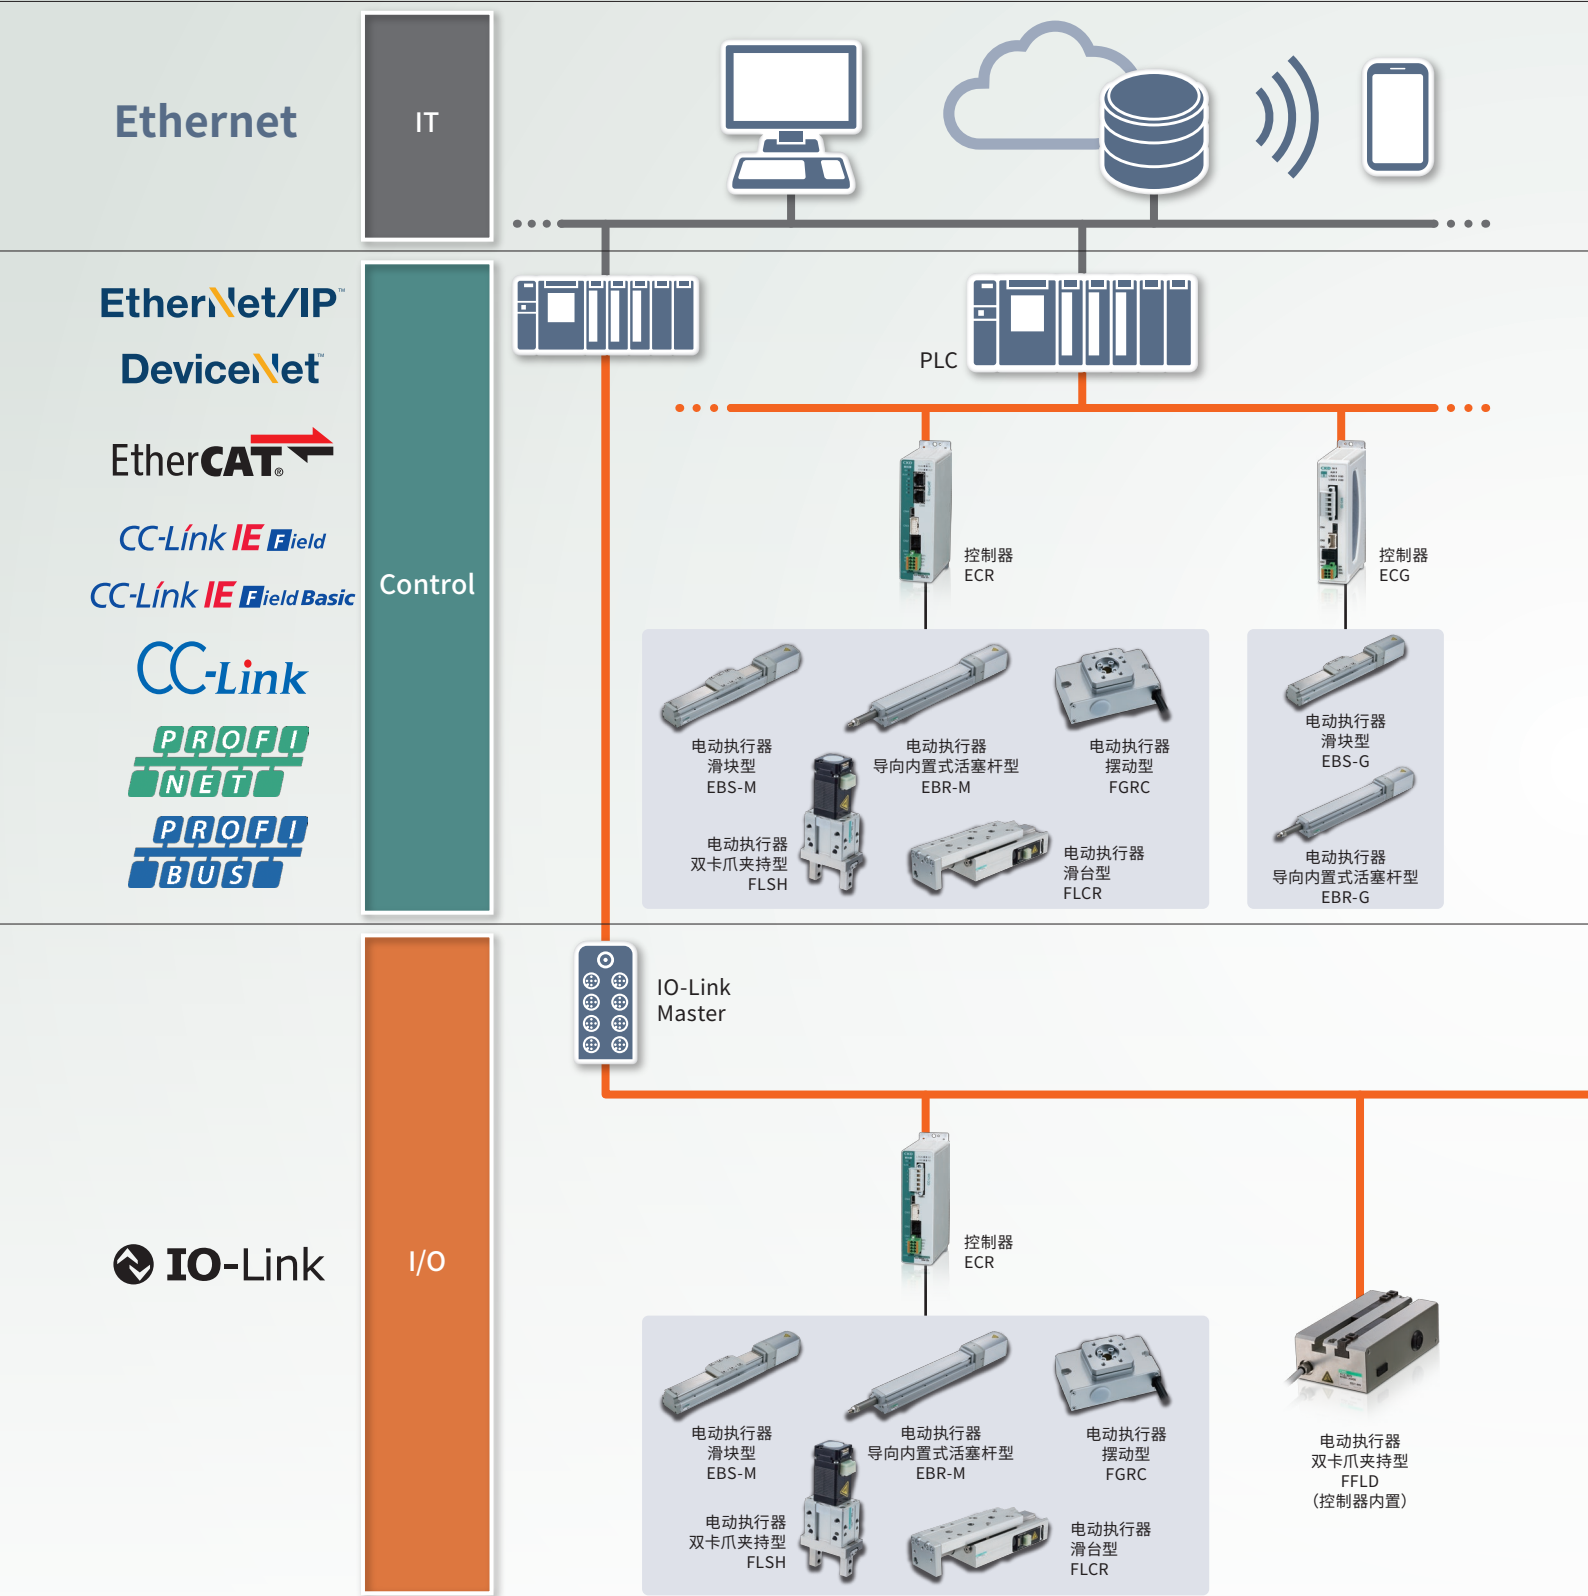 Ethernet
IT
EtherNet/IP™
DeviceNet™
EtherCAT®
CC-Link IE Field
CC-Link IE Field Basic
CC-Link
PROFI
NET
PROFI
BUS
Control
PLC
控制器
ECR
控制器
ECG
电动执行器
滑块型
EBS-M
电动执行器
导向内置式活塞杆型
EBR-M
电动执行器
摆动型
FGRC
电动执行器
双卡爪夹持型
FLSH
电动执行器
滑台型
FLCR
电动执行器
滑块型
EBS-G
电动执行器
导向内置式活塞杆型
EBR-G
IO-Link
I/O
IO-Link
Master
控制器
ECR
电动执行器
滑块型
EBS-M
电动执行器
导向内置式活塞杆型
EBR-M
电动执行器
摆动型
FGRC
电动执行器
双卡爪夹持型
FLSH
电动执行器
滑台型
FLCR
电动执行器
双卡爪夹持型
FFLD
（控制器内置）